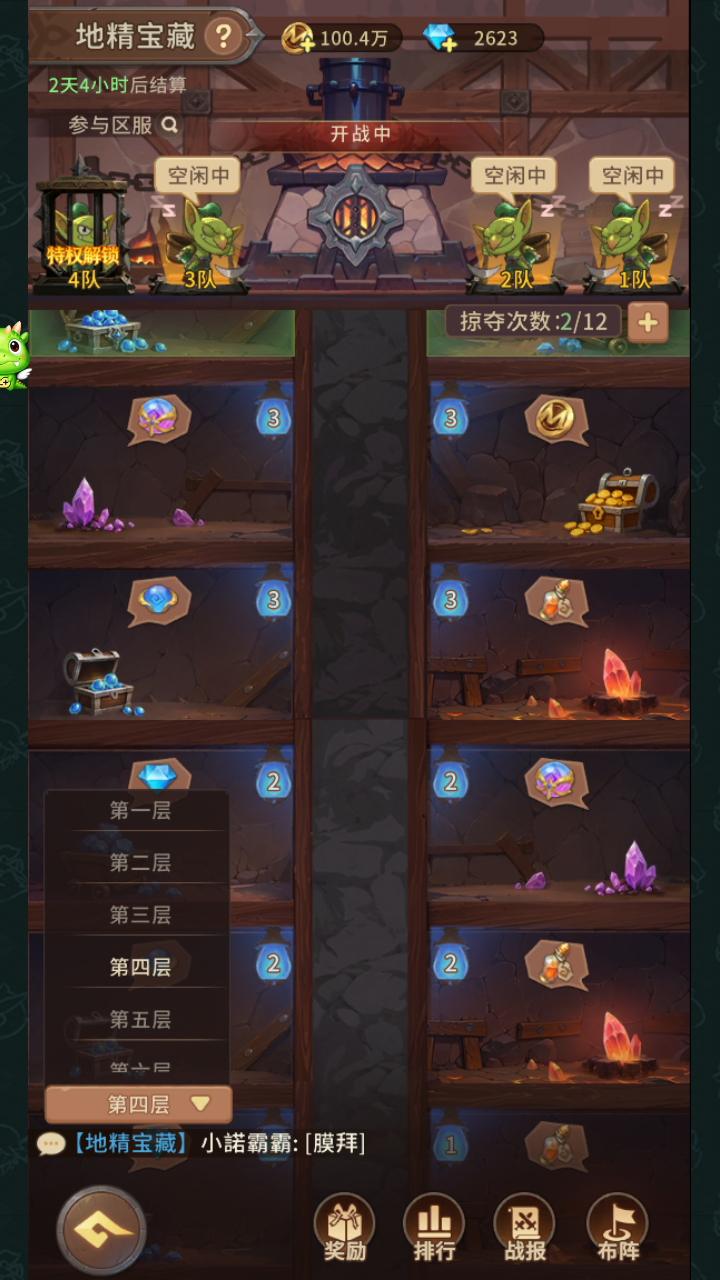 地精宝藏 ? 100.4万 2623
2天4小时后结算
参与区服
开战中
空闲中 空闲中 空闲中
特权解锁
4队 3队 2队 1队
掠夺次数:2/12
3 3
3 3
2 2
第一层
第二层
第三层
第四层
2 2
第五层
第六层
第四层
【地精宝藏】小諾霸霸: [膜拜]
1
奖励 排行 战报 布阵